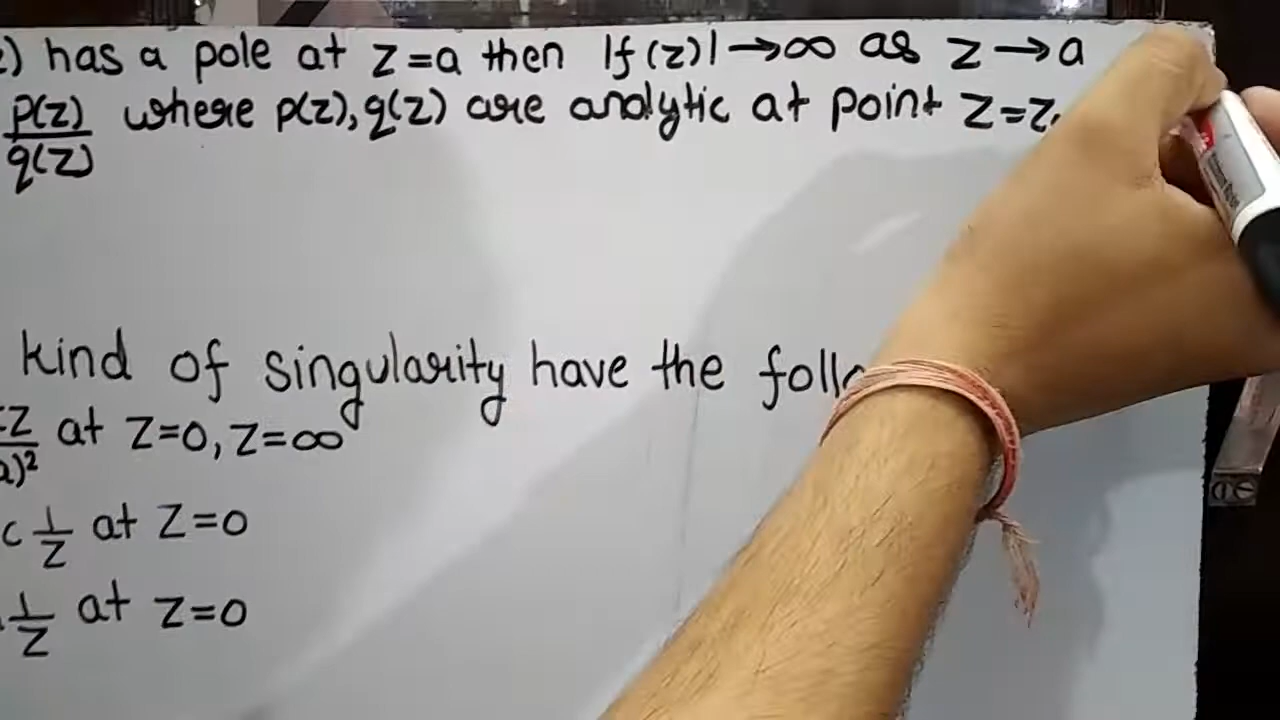 ) has a pole at z=a then |f(z)|→∞ as z→a
p(z)/q(z) where p(z), q(z) are analytic at point z=z
kind of singularity have the
z/a)² at z=0, z=∞
c 1/z at z=0
1/z at z=0